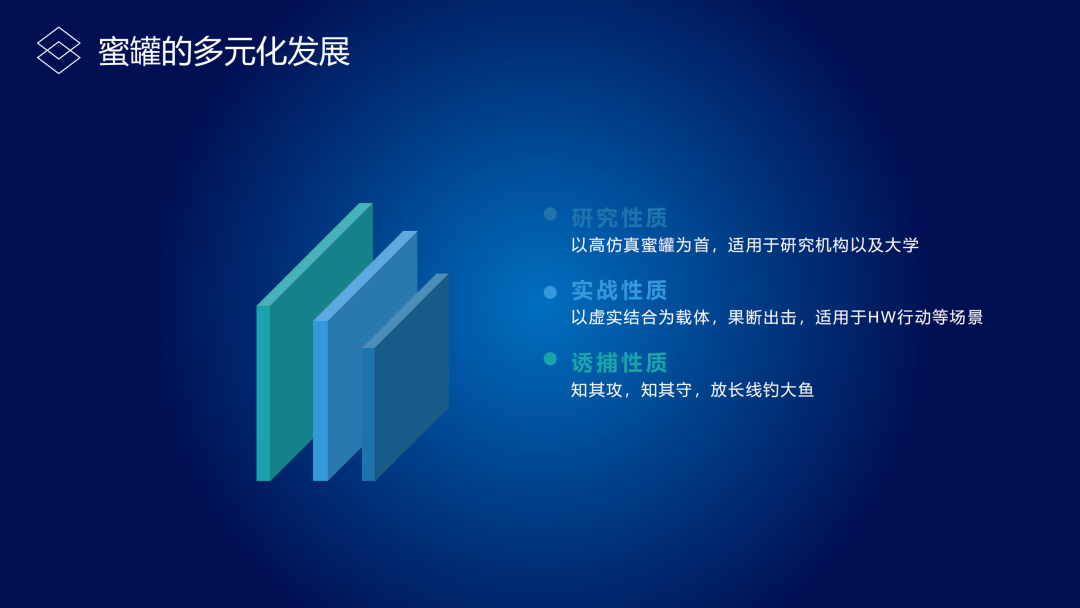 蜜罐的多元化发展
研究性质
以高仿真蜜罐为首，适用于研究机构以及大学
实战性质
以虚实结合为载体，果断出击，适用于HW行动等场景
诱捕性质
知其攻，知其守，放长线钓大鱼